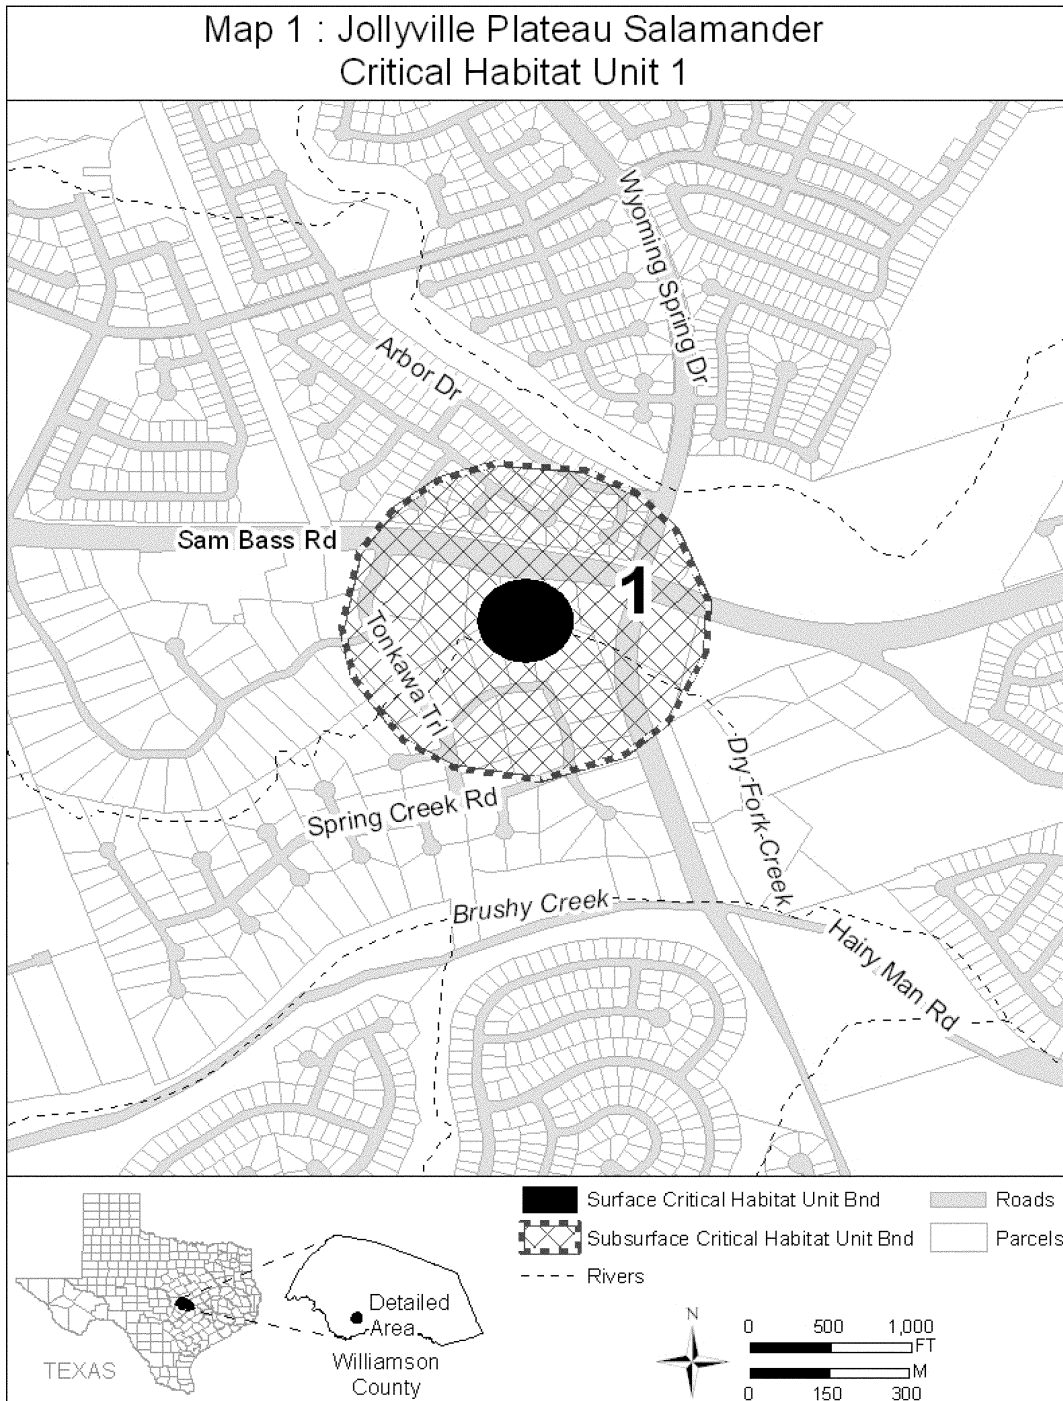 Map 1 : Jollyville Plateau Salamander
Critical Habitat Unit 1
Wyoming Spring Dr
Arbor Dr
Sam Bass Rd
1
Tonkawa Trl
Dry Fork Creek
Spring Creek Rd
Brushy Creek
Hairy Man Rd
Surface Critical Habitat Unit Bnd
Roads
Subsurface Critical Habitat Unit Bnd
Parcels
Rivers
Detailed
Area
TEXAS
Williamson
County
N
0 500 1,000
FT
M
0 150 300